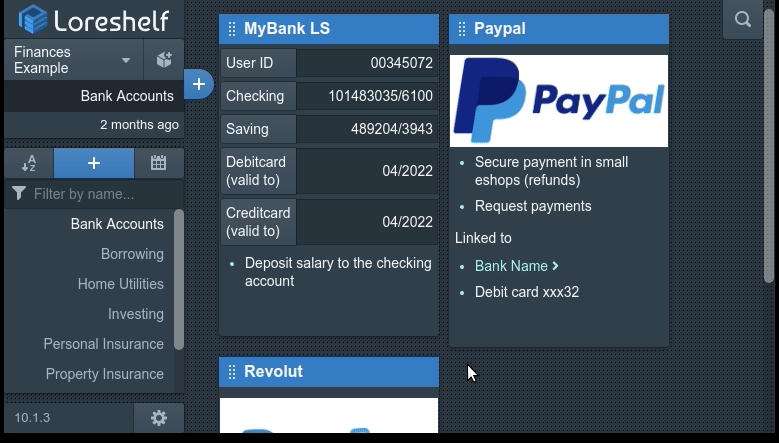 Loreshelf
Finances
Example
Bank Accounts
2 months ago
A
Z
Filter by name...
Bank Accounts
Borrowing
Home Utilities
Investing
Personal Insurance
Property Insurance
10.1.3
MyBank LS
User ID 00345072
Checking 101483035/6100
Saving 489204/3943
Debitcard
(valid to) 04/2022
Creditcard
(valid to) 04/2022
• Deposit salary to the checking
account
Paypal
PayPal
• Secure payment in small
eshops (refunds)
• Request payments
Linked to
• Bank Name
• Debit card xxx32
Revolut